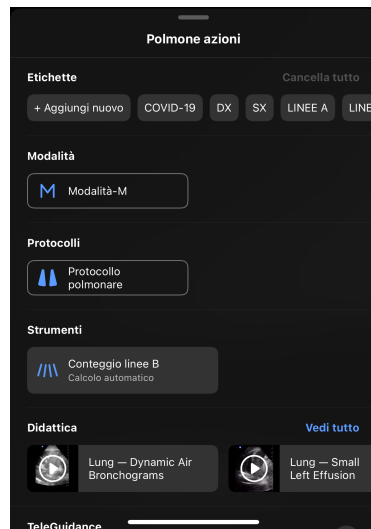 Polmone azioni
Etichette Cancella tutto
+ Aggiungi nuovo COVID-19 DX SX LINEE A LINE
Modalità
Modalità-M
Protocolli
Protocollo
polmonare
Strumenti
Conteggio linee B
Calcolo automatico
Didattica Vedi tutto
Lung — Dynamic Air
Bronchograms
Lung — Small
Left Effusion
TeleGuidance